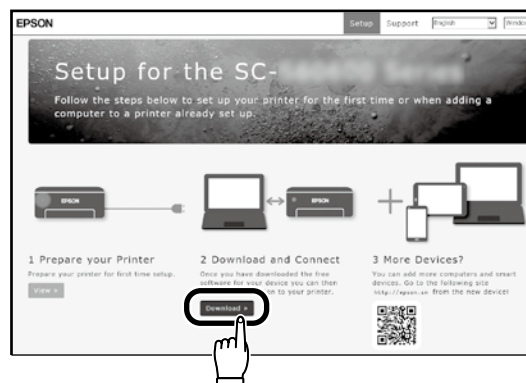 EPSON
Setup Support English Windo
Setup for the SC-
Follow the steps below to set up your printer for the first time or when adding a
computer to a printer already set up.
EPSON
EPSON
1 Prepare your Printer
Prepare your printer for first time setup.
View »
2 Download and Connect
Once you have downloaded the free
software for your device you can then
on to your printer.
Download »
3 More Devices?
You can add more computers and smart
devices. Go to the following site
http://epson.sn from the new device!